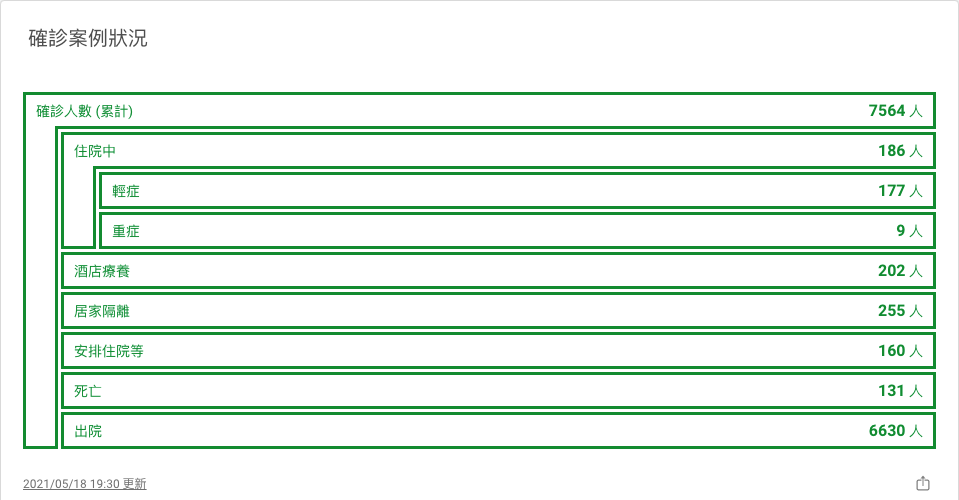 確診案例狀況
確診人數 (累計) 7564 人
住院中 186 人
輕症 177 人
重症 9 人
酒店療養 202 人
居家隔離 255 人
安排住院等 160 人
死亡 131 人
出院 6630 人
2021/05/18 19:30 更新